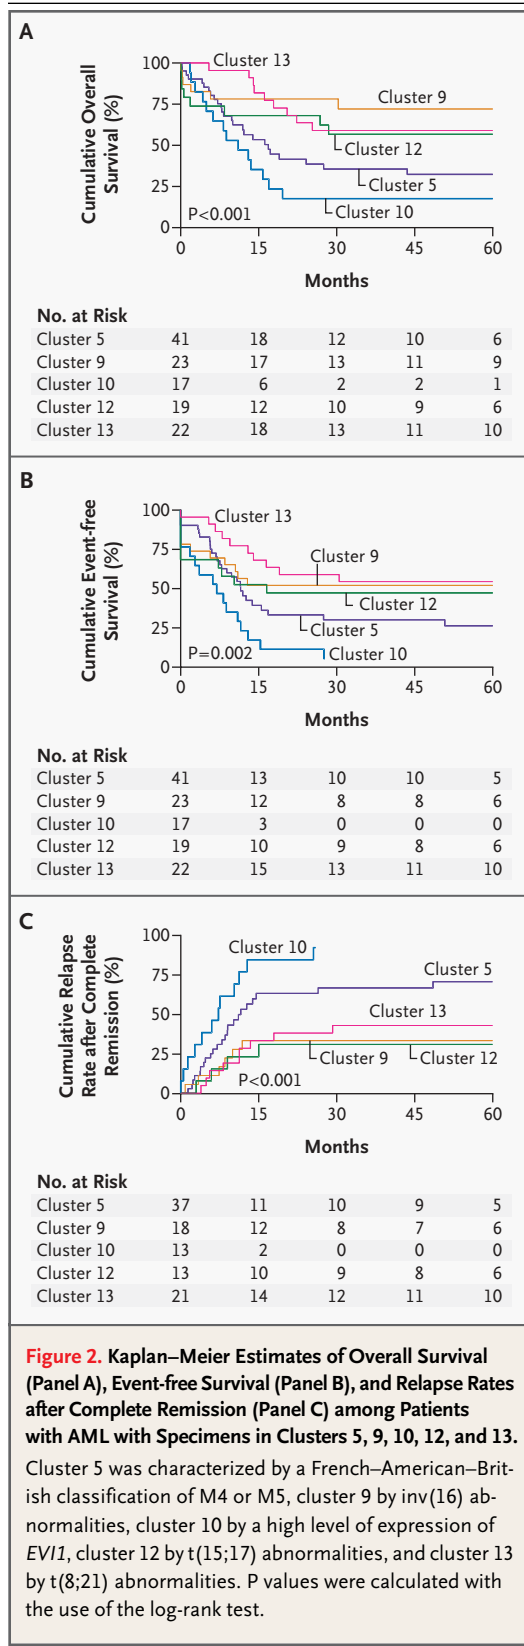 A
Cumulative Overall
Survival (%)
100
75
50
25
0
Cluster 13
Cluster 9
Cluster 12
Cluster 5
Cluster 10
P<0.001
0 15 30 45 60
Months
No. at Risk
Cluster 5 41 18 12 10 6
Cluster 9 23 17 13 11 9
Cluster 10 17 6 2 2 1
Cluster 12 19 12 10 9 6
Cluster 13 22 18 13 11 10
B
Cumulative Event-free
Survival (%)
100
75
50
25
0
Cluster 13
Cluster 9
Cluster 12
Cluster 5
Cluster 10
P=0.002
0 15 30 45 60
Months
No. at Risk
Cluster 5 41 13 10 10 5
Cluster 9 23 12 8 8 6
Cluster 10 17 3 0 0 0
Cluster 12 19 10 9 8 6
Cluster 13 22 15 13 11 10
C
Cumulative Relapse
Rate after Complete
Remission (%)
100
75
50
25
0
Cluster 10
Cluster 5
Cluster 13
Cluster 9
Cluster 12
P<0.001
0 15 30 45 60
Months
No. at Risk
Cluster 5 37 11 10 9 5
Cluster 9 18 12 8 7 6
Cluster 10 13 2 0 0 0
Cluster 12 13 10 9 8 6
Cluster 13 21 14 12 11 10
Figure 2. Kaplan–Meier Estimates of Overall Survival
(Panel A), Event-free Survival (Panel B), and Relapse Rates
after Complete Remission (Panel C) among Patients
with AML with Specimens in Clusters 5, 9, 10, 12, and 13.
Cluster 5 was characterized by a French–American–Brit-
ish classification of M4 or M5, cluster 9 by inv(16) ab-
normalities, cluster 10 by a high level of expression of
EVI1, cluster 12 by t(15;17) abnormalities, and cluster 13
by t(8;21) abnormalities. P values were calculated with
the use of the log-rank test.